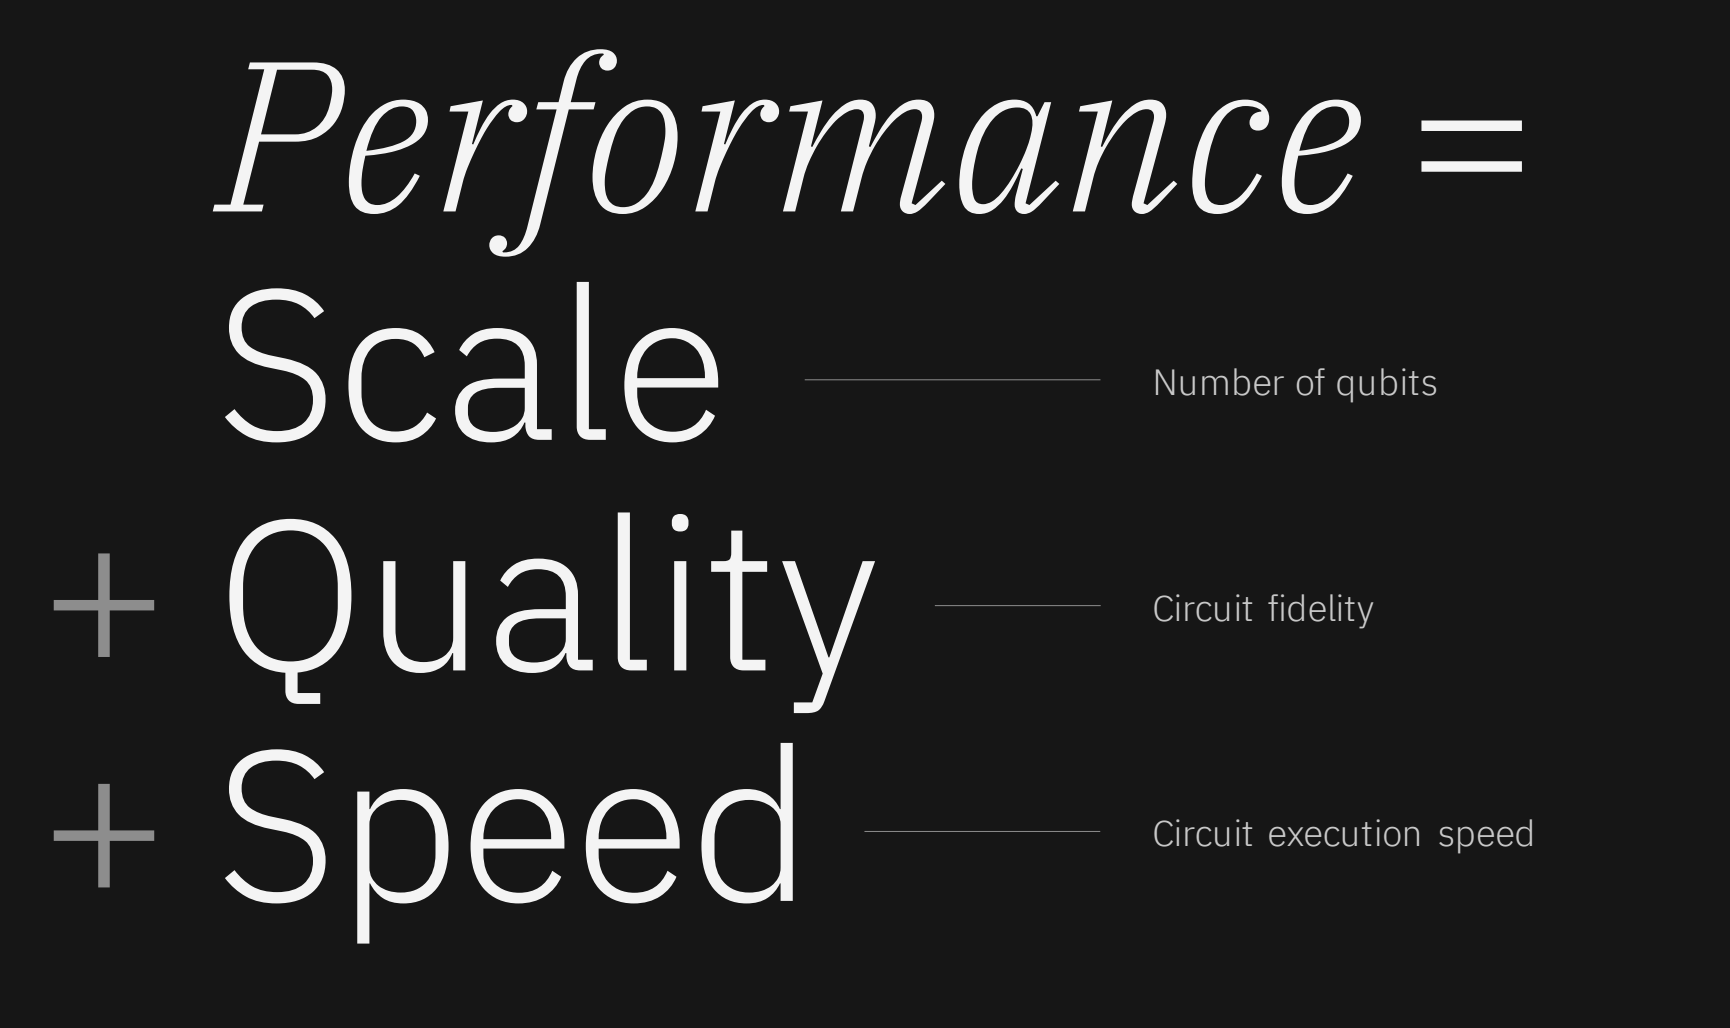 Performance =
Scale
Number of qubits
+ Quality
Circuit fidelity
+ Speed
Circuit execution speed